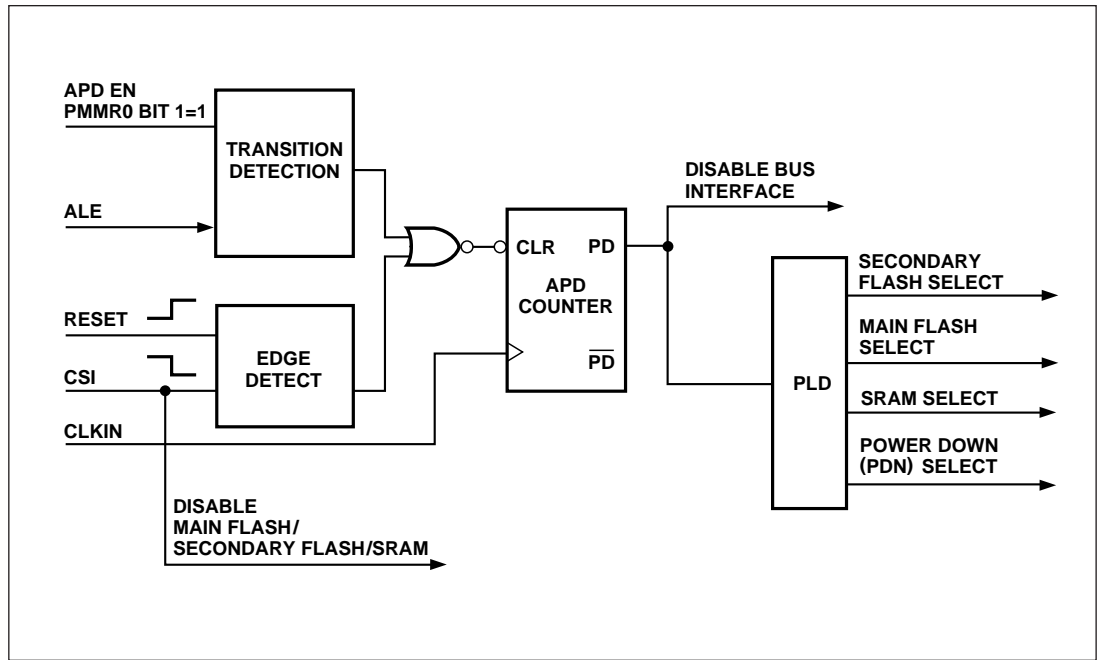 APD EN
PMMR0 BIT 1=1
TRANSITION
DETECTION
ALE
RESET
CSI
CLKIN
EDGE
DETECT
DISABLE
MAIN FLASH/
SECONDARY FLASH/SRAM
CLR
PD
APD
COUNTER
PD
DISABLE BUS
INTERFACE
PLD
SECONDARY
FLASH SELECT
MAIN FLASH
SELECT
SRAM SELECT
POWER DOWN
(PDN) SELECT